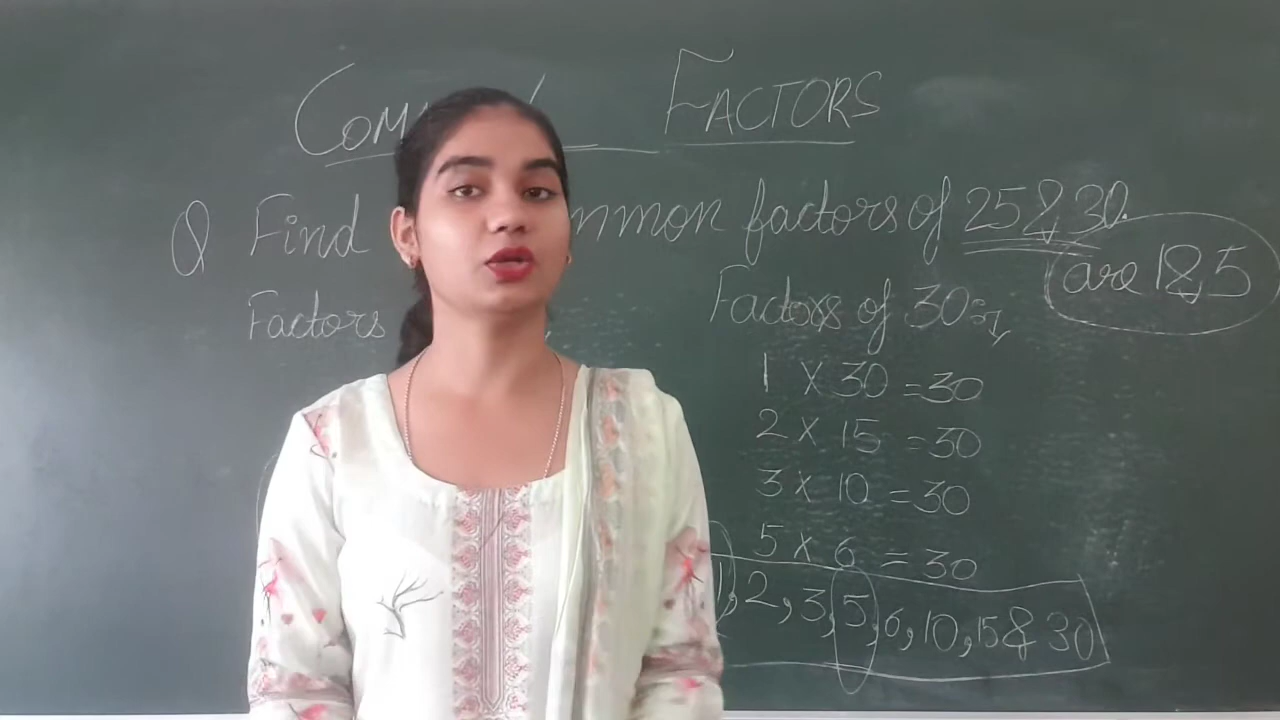 COM FACTORS
Q Find mmon factors of 25 & 30
are 1 & 5
Factors
Factors of 30 =
1 x 30 = 30
2 x 15 = 30
3 x 10 = 30
5 x 6 = 30
1, 2, 3, 5, 6, 10, 15 & 30